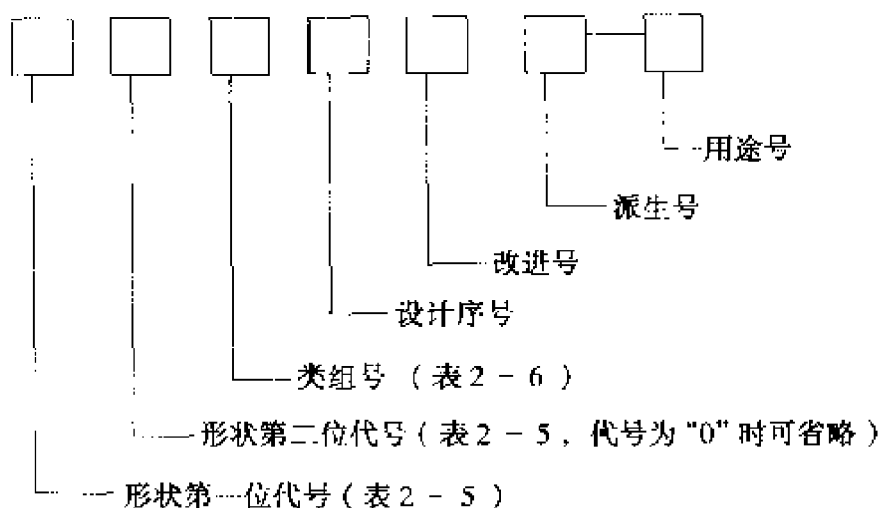 用途号
派生号
改进号
设计序号
类组号 (表2-6)
形状第二位代号(表2-5, 代号为“0”时可省略)
形状第一位代号(表2-5)